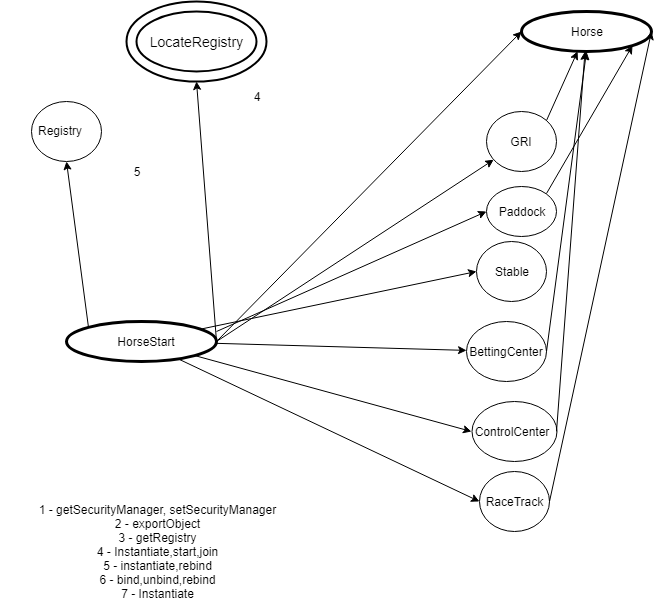 LocateRegistry
Horse
4
Registry
GRI
5
Paddock
Stable
HorseStart
BettingCenter
ControlCenter
RaceTrack
1 - getSecurityManager, setSecurityManager
2 - exportObject
3 - getRegistry
4 - Instantiate,start,join
5 - instantiate,rebind
6 - bind,unbind,rebind
7 - Instantiate